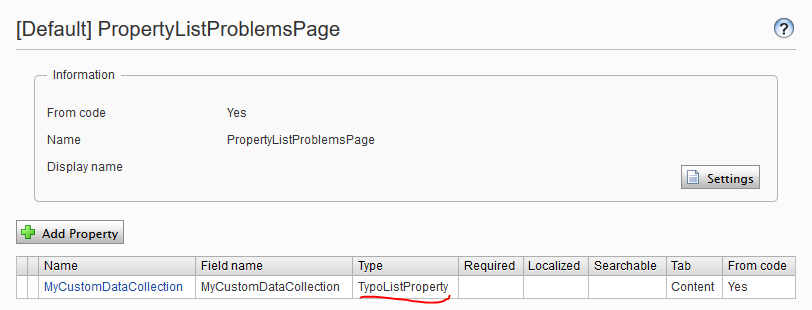 [Default] PropertyListProblemsPage
?
Information
From code Yes
Name PropertyListProblemsPage
Display name
Settings
Add Property
Name Field name Type Required Localized Searchable Tab From code
MyCustomDataCollection MyCustomDataCollection TypoListProperty Content Yes